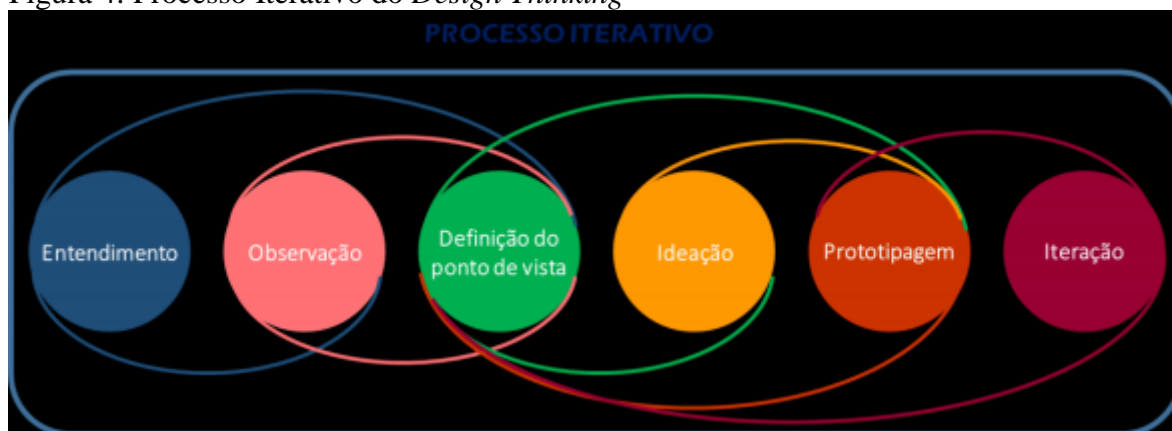 Figura 4: Processo Iterativo do Design Thinking
PROCESSO ITERATIVO
Entendimento
Observação
Definição do
ponto de vista
Ideação
Prototipagem
Iteração